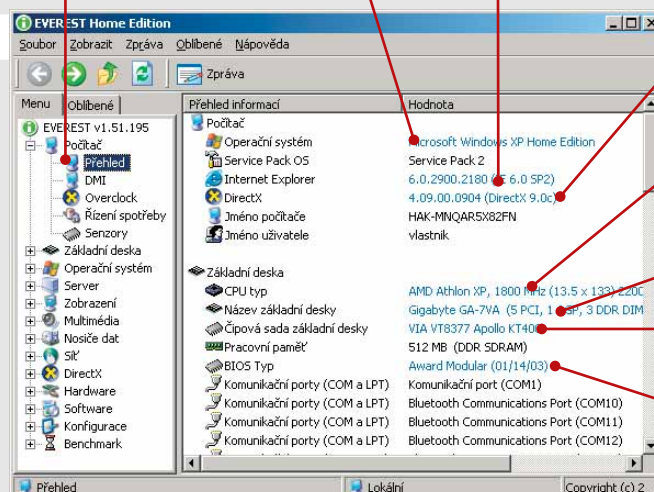 EVEREST Home Edition
Soubor Zobrazit Zpráva Oblíbené Nápověda
Zpráva
Menu Oblíbené
EVEREST v1.51.195
Počítač
Přehled
DMI
Overclock
Řízení spotřeby
Senzory
Základní deska
Operační systém
Server
Zobrazení
Multimédia
Nosiče dat
Síť
DirectX
Hardware
Software
Konfigurace
Benchmark
Přehled informací Hodnota
Počítač
Operační systém Microsoft Windows XP Home Edition
Service Pack OS Service Pack 2
Internet Explorer 6.0.2900.2180 (IE 6.0 SP2)
DirectX 4.09.00.0904 (DirectX 9.0c)
Jméno počítače HAK-MNQAR5X82FN
Jméno uživatele vlastník
Základní deska
CPU typ AMD Athlon XP, 1800 MHz (13.5 x 133) 2200
Název základní desky Gigabyte GA-7VA (5 PCI, 1 AGP, 3 DDR DIM
Čipová sada základní desky VIA VT8377 Apollo KT400
Pracovní paměť 512 MB (DDR SDRAM)
BIOS Typ Award Modular (01/14/03)
Komunikační porty (COM a LPT) Komunikační port (COM1)
Komunikační porty (COM a LPT) Bluetooth Communications Port (COM10)
Komunikační porty (COM a LPT) Bluetooth Communications Port (COM11)
Komunikační porty (COM a LPT) Bluetooth Communications Port (COM12)
Přehled Lokální Copyright (c) 2